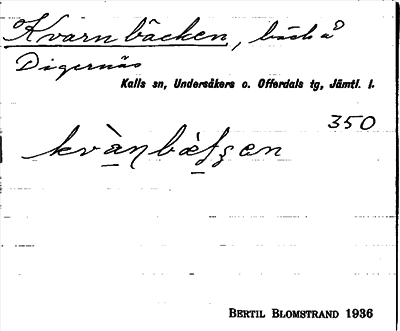 Kvarnbäcken, bäck å
Digernäs
Kalls sn, Undersåkers o. Offerdals tg, Jämtl. l.
350
BERTIL BLOMSTRAND 1936